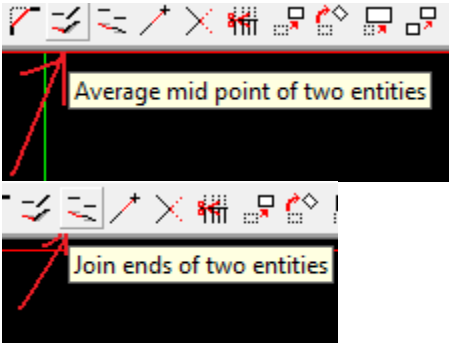 Average mid point of two entities
Join ends of two entities